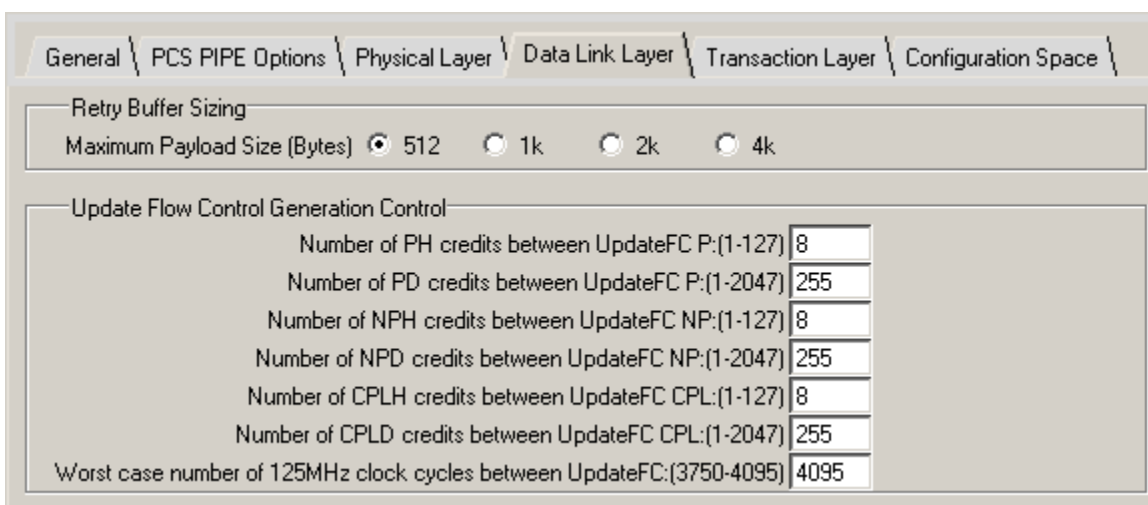 General PCS PIPE Options Physical Layer Data Link Layer Transaction Layer Configuration Space
Retry Buffer Sizing
Maximum Payload Size (Bytes) 512 1k 2k 4k
Update Flow Control Generation Control
Number of PH credits between UpdateFC P:(1-127) 8
Number of PD credits between UpdateFC P:(1-2047) 255
Number of NPH credits between UpdateFC NP:(1-127) 8
Number of NPD credits between UpdateFC NP:(1-2047) 255
Number of CPLH credits between UpdateFC CPL:(1-127) 8
Number of CPLD credits between UpdateFC CPL:(1-2047) 255
Worst case number of 125MHz clock cycles between UpdateFC:(3750-4095) 4095